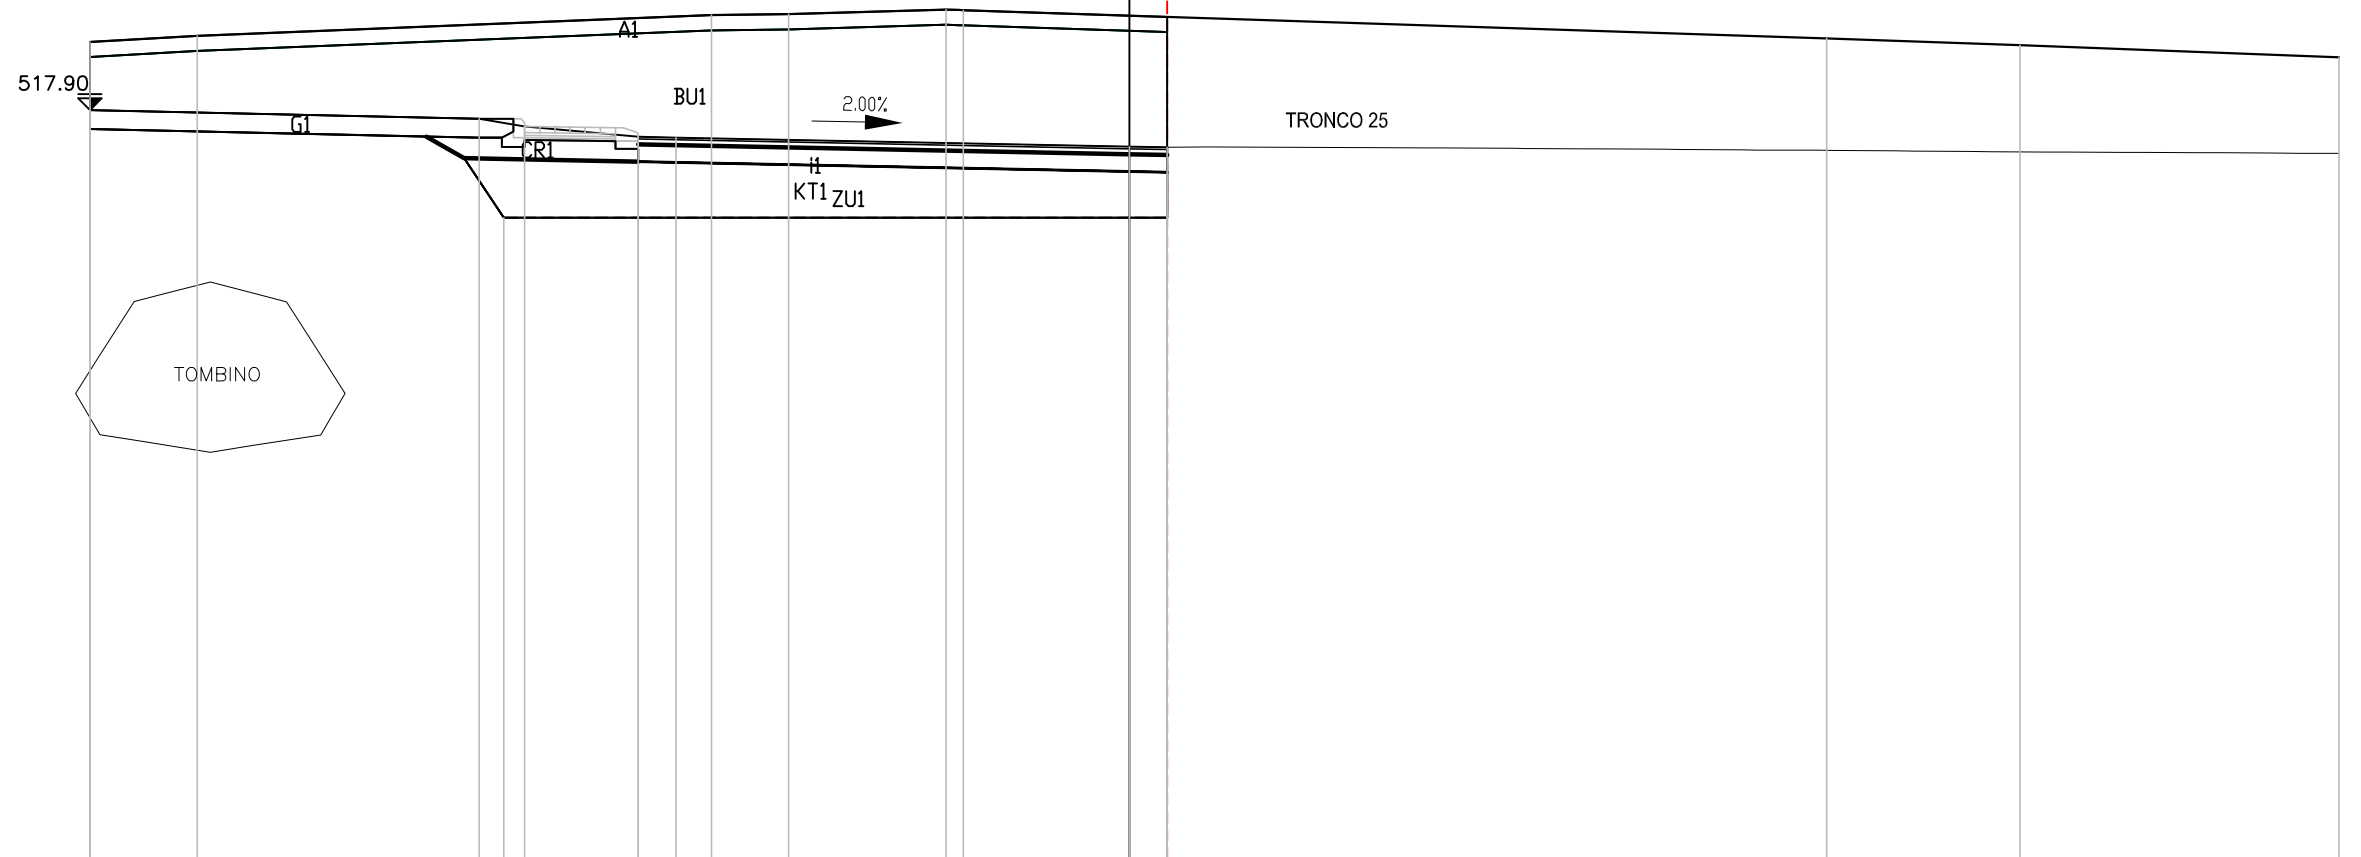 A1
517.90
BU1
2.00%
TRONCO 25
G1
CR1
i1
KT1
ZU1
TOMBINO